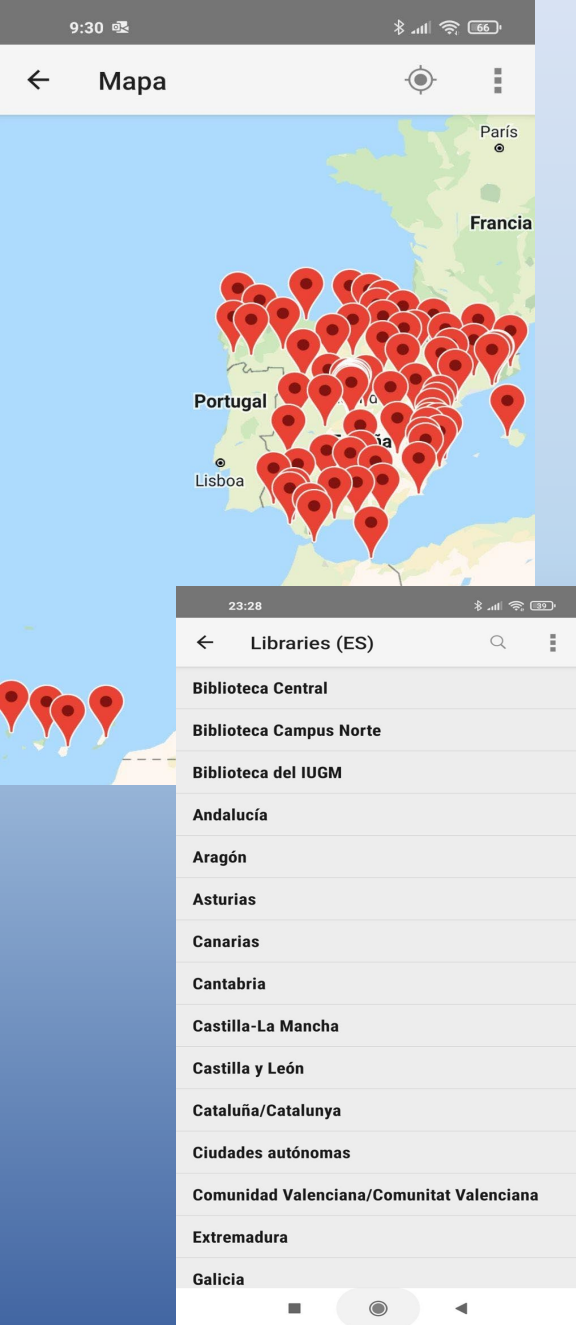 9:30
66
Mapa
París
Francia
Portugal
Lisboa
23:28
39
Libraries (ES)
Biblioteca Central
Biblioteca Campus Norte
Biblioteca del IUGM
Andalucía
Aragón
Asturias
Canarias
Cantabria
Castilla-La Mancha
Castilla y León
Cataluña/Catalunya
Ciudades autónomas
Comunidad Valenciana/Comunitat Valenciana
Extremadura
Galicia